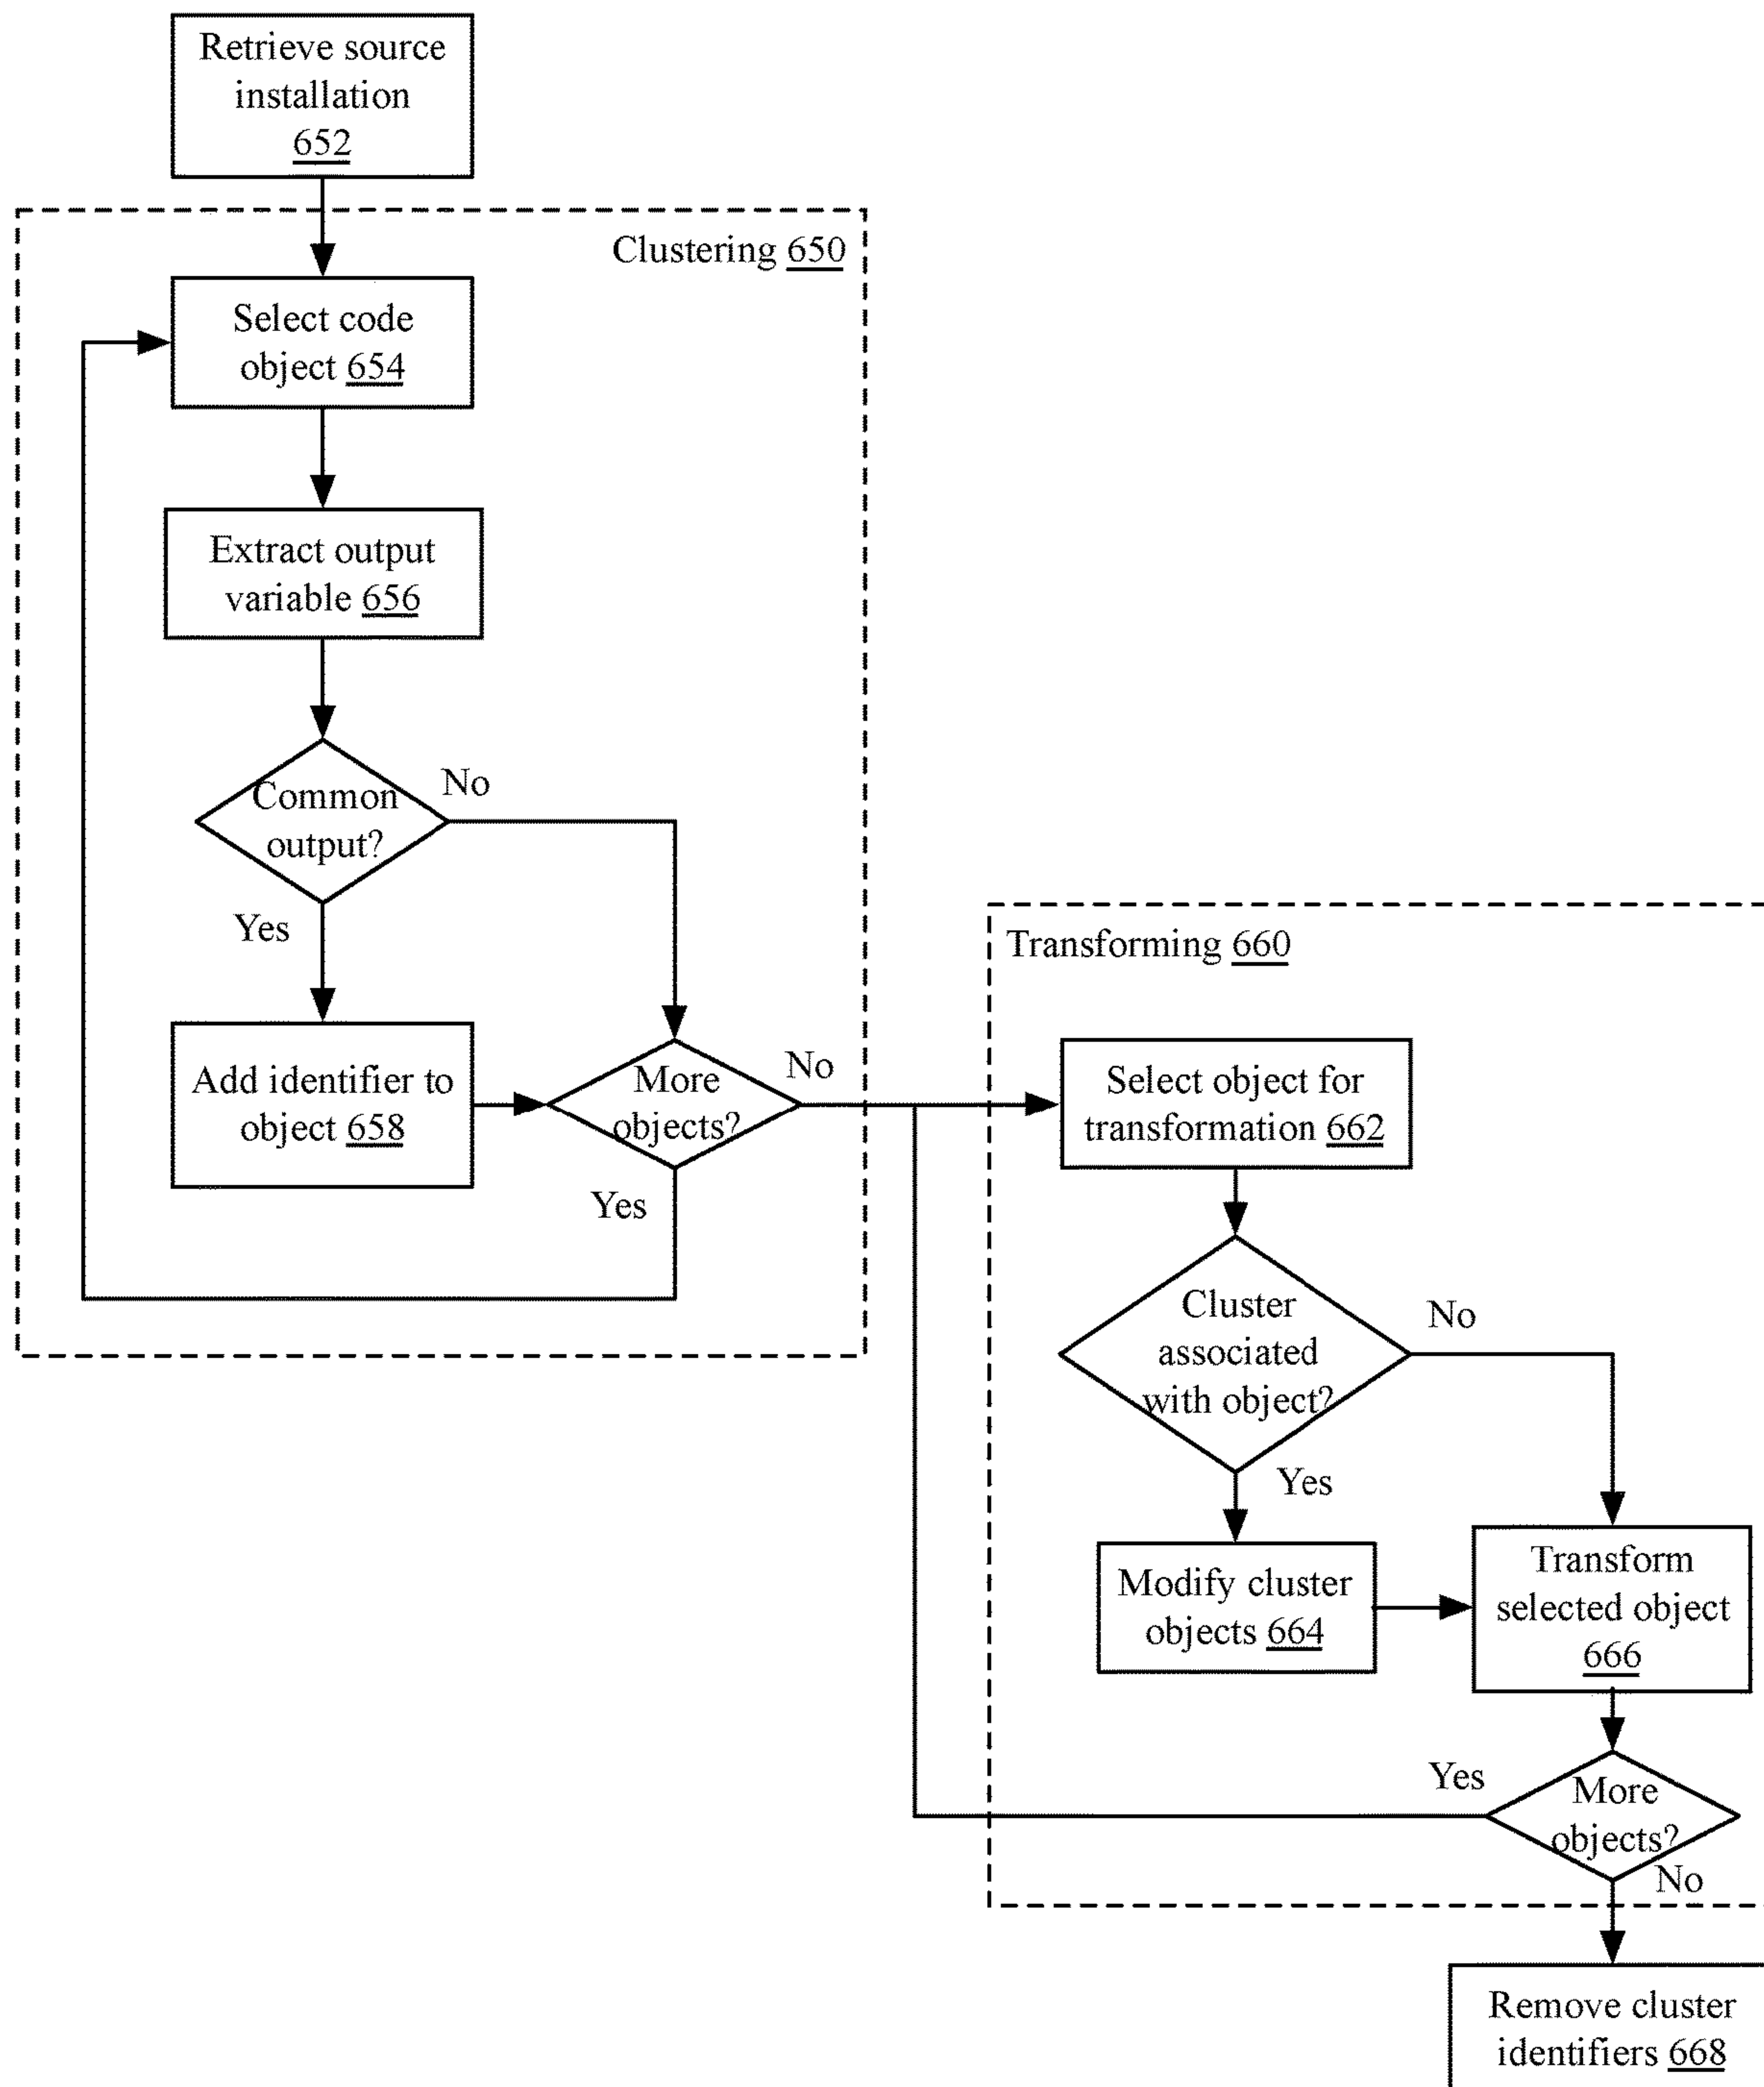 Retrieve source
installation
652
Clustering 650
Select code
object 654
Extract output
variable 656
Common
output?
No
Yes
Add identifier to
object 658
More
objects?
No
Yes
Transforming 660
Select object for
transformation 662
Cluster
associated
with object?
No
Yes
Modify cluster
objects 664
Transform
selected object
666
More
objects?
Yes
No
Remove cluster
identifiers 668